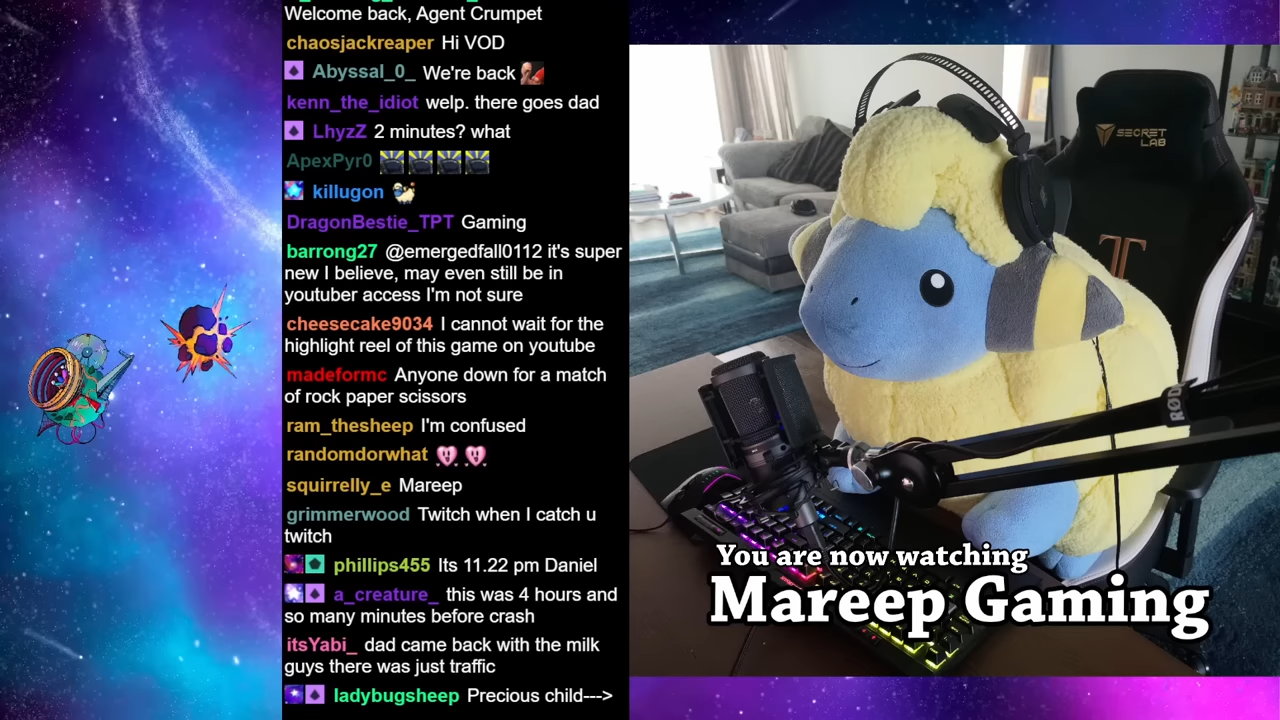 Welcome back, Agent Crumpet
chaosjackreaper Hi VOD
Abyssal_0_ We're back
kenn_the_idiot welp. there goes dad
LhyzZ 2 minutes? what
ApexPyr0
killugon
DragonBestie_TPT Gaming
barrong27 @emergedfall0112 it's super
new I believe, may even still be in
youtuber access I'm not sure
cheesecake9034 I cannot wait for the
highlight reel of this game on youtube
madeformc Anyone down for a match
of rock paper scissors
ram_thesheep I'm confused
randomdorwhat
squirrelly_e Mareep
grimmerwood Twitch when I catch u
twitch
phillips455 Its 11.22 pm Daniel
a_creature_ this was 4 hours and
so many minutes before crash
itsYabi_ dad came back with the milk
guys there was just traffic
ladybugsheep Precious child--->
SECRET
LAB
RØDE
You are now watching
Mareep Gaming